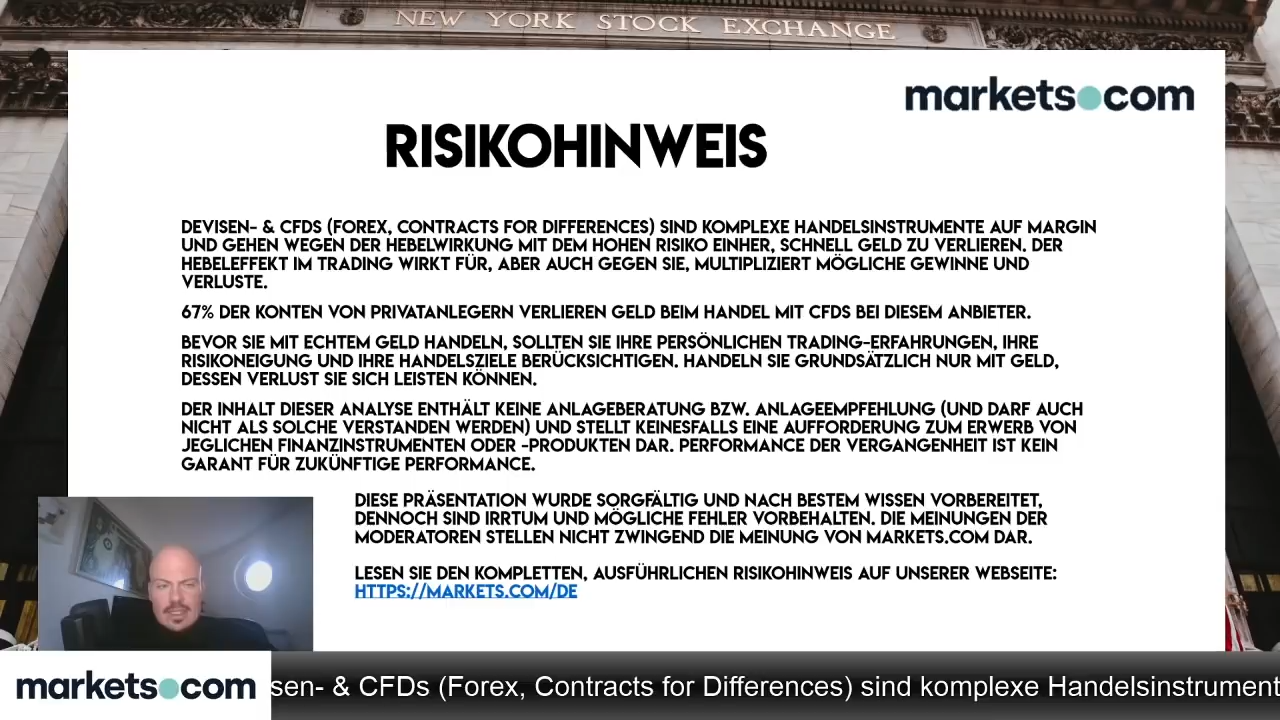 NEW YORK STOCK EXCHANGE
markets.com
RISIKOHINWEIS
DEVISEN- & CFDS (FOREX, CONTRACTS FOR DIFFERENCES) SIND KOMPLEXE HANDELSINSTRUMENTE AUF MARGIN
UND GEHEN WEGEN DER HEBELWIRKUNG MIT DEM HOHEN RISIKO EINHER, SCHNELL GELD ZU VERLIEREN. DER
HEBELEFFEKT IM TRADING WIRKT FÜR, ABER AUCH GEGEN SIE, MULTIPLIZIERT MÖGLICHE GEWINNE UND
VERLUSTE.
67% DER KONTEN VON PRIVATANLEGERN VERLIEREN GELD BEIM HANDEL MIT CFDS BEI DIESEM ANBIETER.
BEVOR SIE MIT ECHTEM GELD HANDELN, SOLLTEN SIE IHRE PERSÖNLICHEN TRADING-ERFAHRUNGEN, IHRE
RISIKONEIGUNG UND IHRE HANDELSZIELE BERÜCKSICHTIGEN. HANDELN SIE GRUNDSÄTZLICH NUR MIT GELD,
DESSEN VERLUST SIE SICH LEISTEN KÖNNEN.
DER INHALT DIESER ANALYSE ENTHÄLT KEINE ANLAGEBERATUNG BZW. ANLAGEEMPFEHLUNG (UND DARF AUCH
NICHT ALS SOLCHE VERSTANDEN WERDEN) UND STELLT KEINESFALLS EINE AUFFORDERUNG ZUM ERWERB VON
JEGLICHEN FINANZINSTRUMENTEN ODER -PRODUKTEN DAR. PERFORMANCE DER VERGANGENHEIT IST KEIN
GARANT FÜR ZUKÜNFTIGE PERFORMANCE.
DIESE PRÄSENTATION WURDE SORGFÄLTIG UND NACH BESTEM WISSEN VORBEREITET,
DENNOCH SIND IRRTUM UND MÖGLICHE FEHLER VORBEHALTEN. DIE MEINUNGEN DER
MODERATOREN STELLEN NICHT ZWINGEND DIE MEINUNG VON MARKETS.COM DAR.
LESEN SIE DEN KOMPLETTEN, AUSFÜHRLICHEN RISIKOHINWEIS AUF UNSERER WEBSEITE:
HTTPS://MARKETS.COM/DE
markets.com
sen- & CFDs (Forex, Contracts for Differences) sind komplexe Handelsinstrument